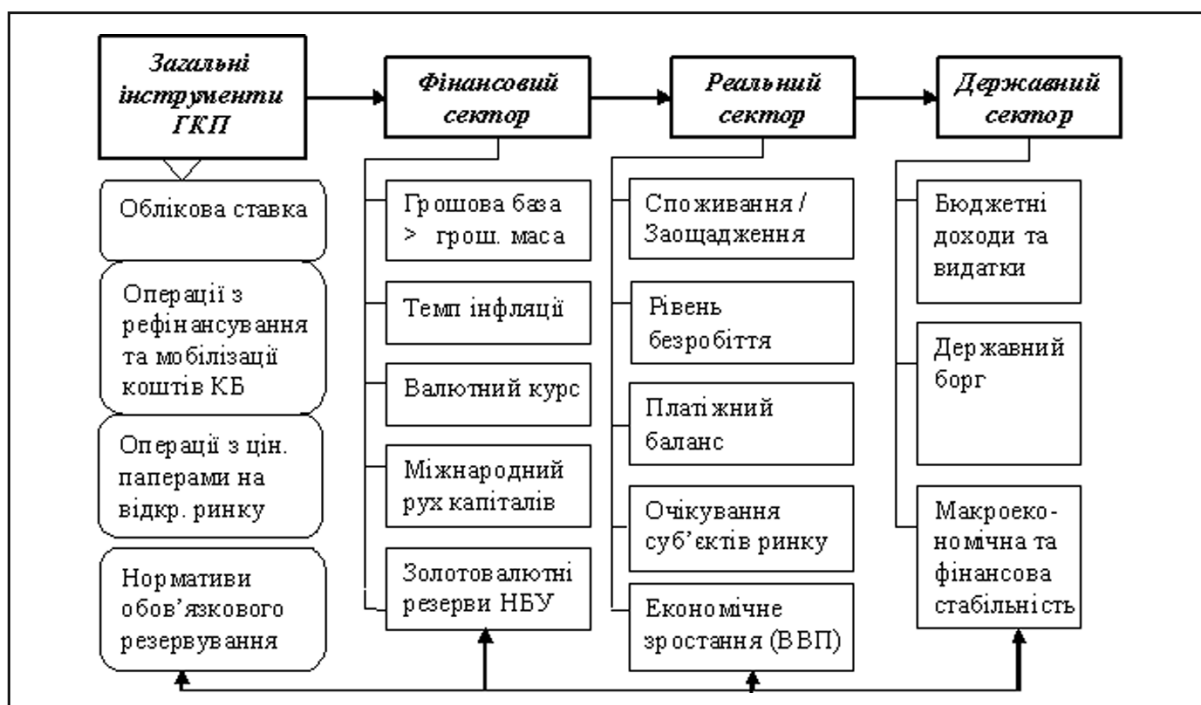 Загальні
інструменти
ГКП
Фінансовий
сектор
Реальний
сектор
Державний
сектор
Облікова ставка
Операції з
рефінансування
та мобілізації
коштів КБ
Операції з цін.
паперами на
відкр. ринку
Нормативи
обов’язкового
резервування
Грошова база
> грош. маса
Темп інфляції
Валютний курс
Міжнародний
рух капіталів
Золотовалютні
резерви НБУ
Споживання /
Заощадження
Рівень
безробіття
Платіжний
баланс
Очікування
суб’єктів ринку
Економічне
зростання (ВВП)
Бюджетні
доходи та
видатки
Державний
борг
Макроеко-
номічна та
фінансова
стабільність